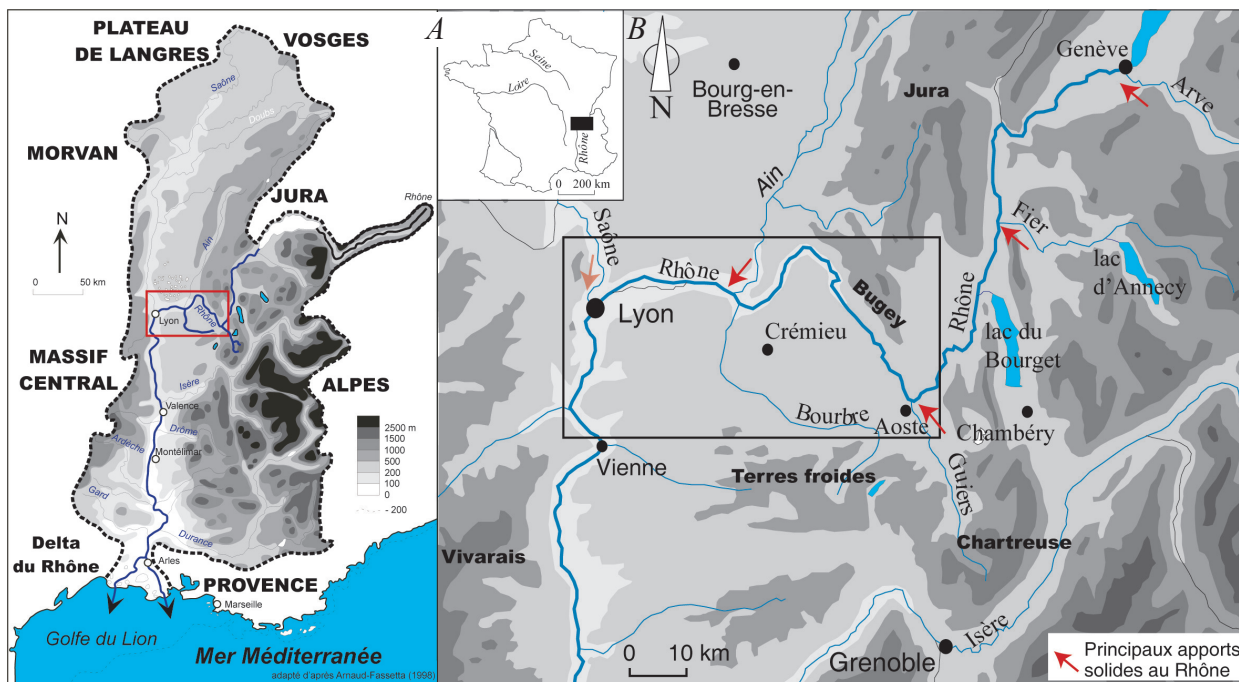 PLATEAU
DE LANGRES
VOSGES
Saône
Doubs
MORVAN
JURA
Rhône
N
Ain
0
50 km
Rhône
Lyon
MASSIF
CENTRAL
Isère
ALPES
Valence
Drôme
Ardèche
Montélimar
2500 m
1500
1000
500
200
100
0
- 200
Gard
Durance
Delta
du Rhône
Arles
PROVENCE
Marseille
Golfe du Lion
Mer Méditerranée
adapté d'après Arnaud-Fassetta (1998)
A
Seine
Loire
Rhône
0 200 km
B
N
Bourg-en-
Bresse
Jura
Genève
Arve
Ain
Fier
lac
d'Annecy
Saône
Rhône
Bugey
Rhône
Lyon
Crémieu
lac du
Bourget
Bourbre
Aoste
Chambéry
Vienne
Terres froides
Guiers
Vivarais
Chartreuse
Isère
0 10 km
Grenoble
Principaux apports
solides au Rhône